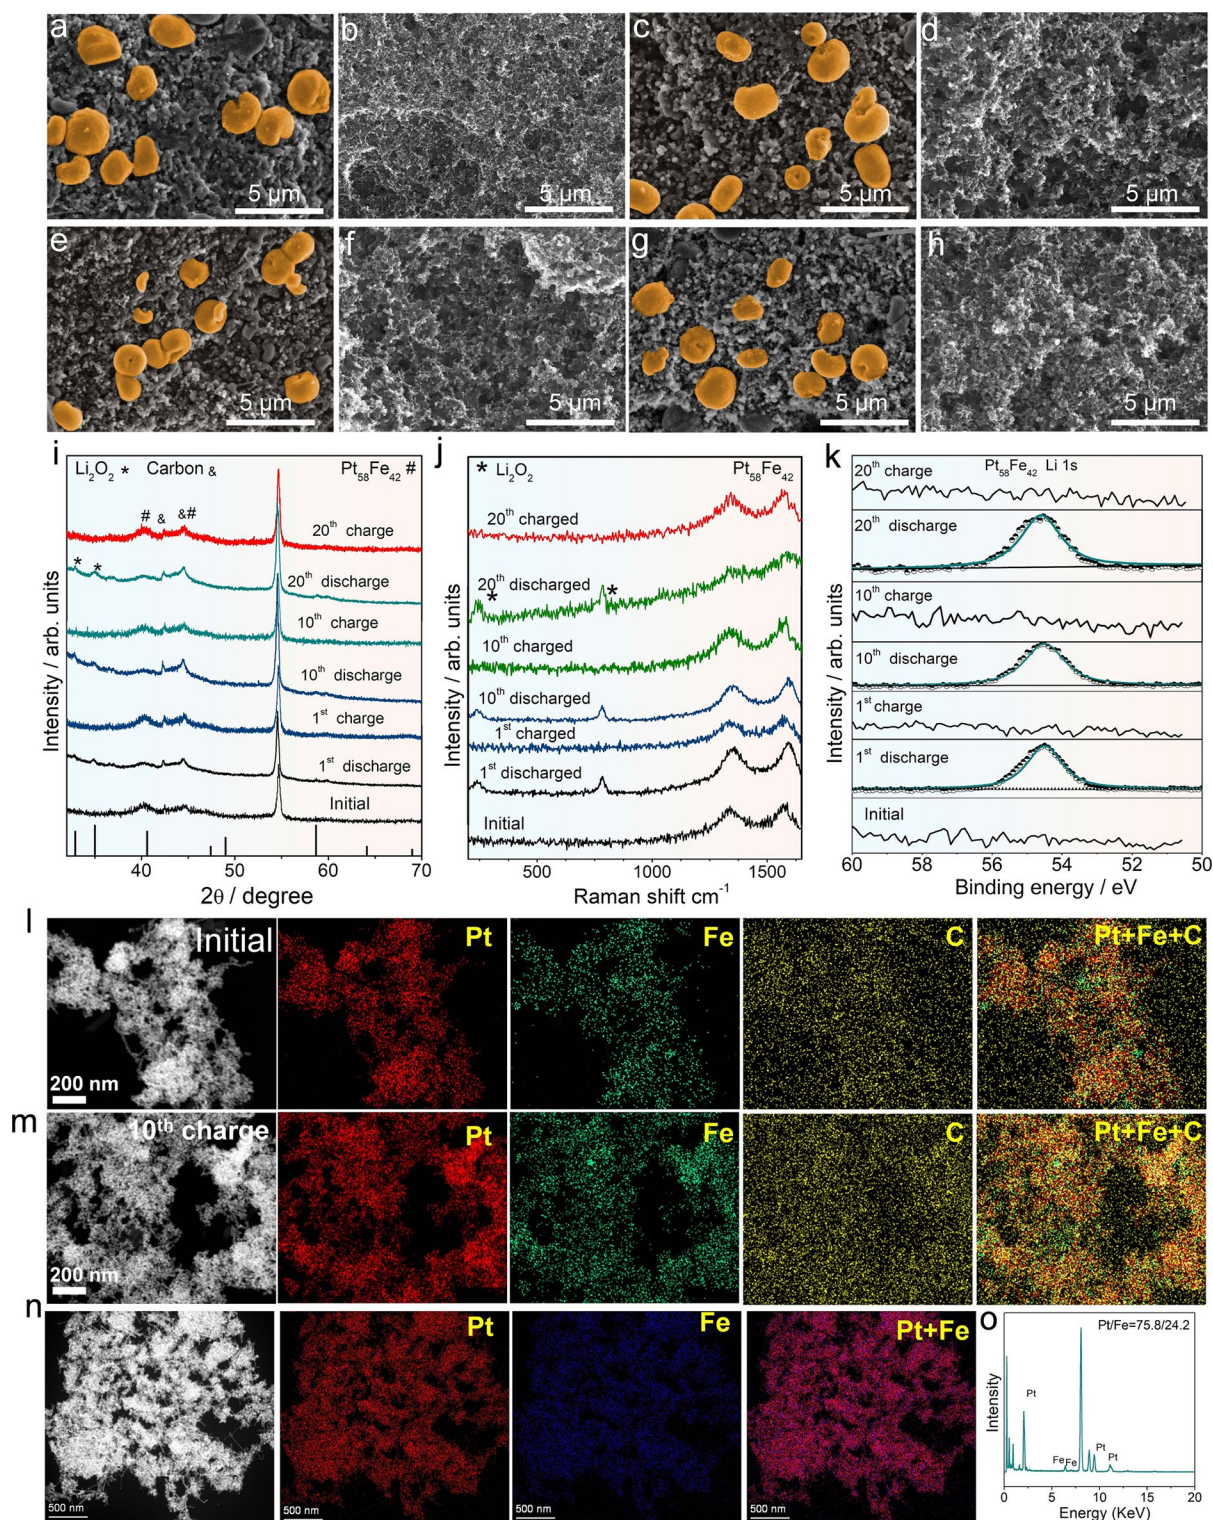 a b c d
5 µm 5 µm 5 µm 5 µm
e f g h
5 µm 5 µm 5 µm 5 µm
i
Li₂O₂ * Carbon & Pt₅₈Fe₄₂ #
# & &#
20ᵗʰ charge
* *
20ᵗʰ discharge
10ᵗʰ charge
10ᵗʰ discharge
1ˢᵗ charge
1ˢᵗ discharge
Initial
Intensity / arb. units
40 45 50 55 60 65 70
2θ / degree
j
* Li₂O₂ Pt₅₈Fe₄₂
20ᵗʰ charged
20ᵗʰ discharged
* *
10ᵗʰ charged
10ᵗʰ discharged
1ˢᵗ charged
1ˢᵗ discharged
Initial
Intensity / arb. units
500 1000 1500
Raman shift cm⁻¹
k
20ᵗʰ charge Pt₅₈Fe₄₂ Li 1s
20ᵗʰ discharge
10ᵗʰ charge
10ᵗʰ discharge
1ˢᵗ charge
1ˢᵗ discharge
Initial
Intensity / arb. units
60 58 56 54 52 50
Binding energy / eV
l
Initial Pt Fe C Pt+Fe+C
200 nm
m
10ᵗʰ charge Pt Fe C Pt+Fe+C
200 nm
n
Pt Fe Pt+Fe
500 nm 500 nm 500 nm 500 nm
o
Pt/Fe=75.8/24.2
Pt
Fe Fe Pt Pt
Intensity
0 5 10 15 20
Energy (KeV)